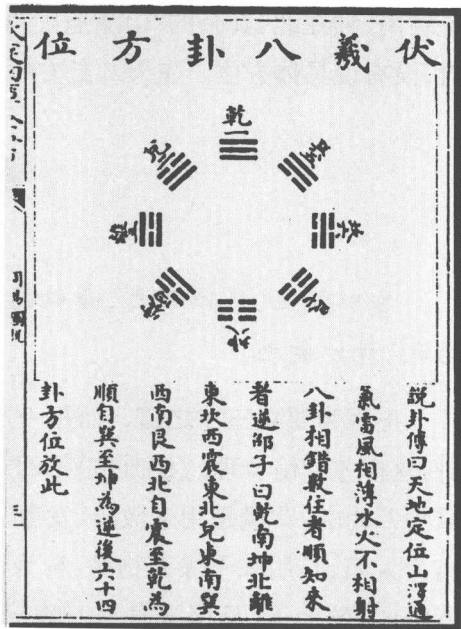 伏羲八卦方位
乾一
說卦傳曰天地定位山澤通
氣雷風相薄水火不相射
八卦相錯數往者順知來
者逆邵子曰乾南坤北離
東坎西震東北兌東南巽
西南艮西北自震至乾為
順自巽至坤為逆後六十四
卦方位放此